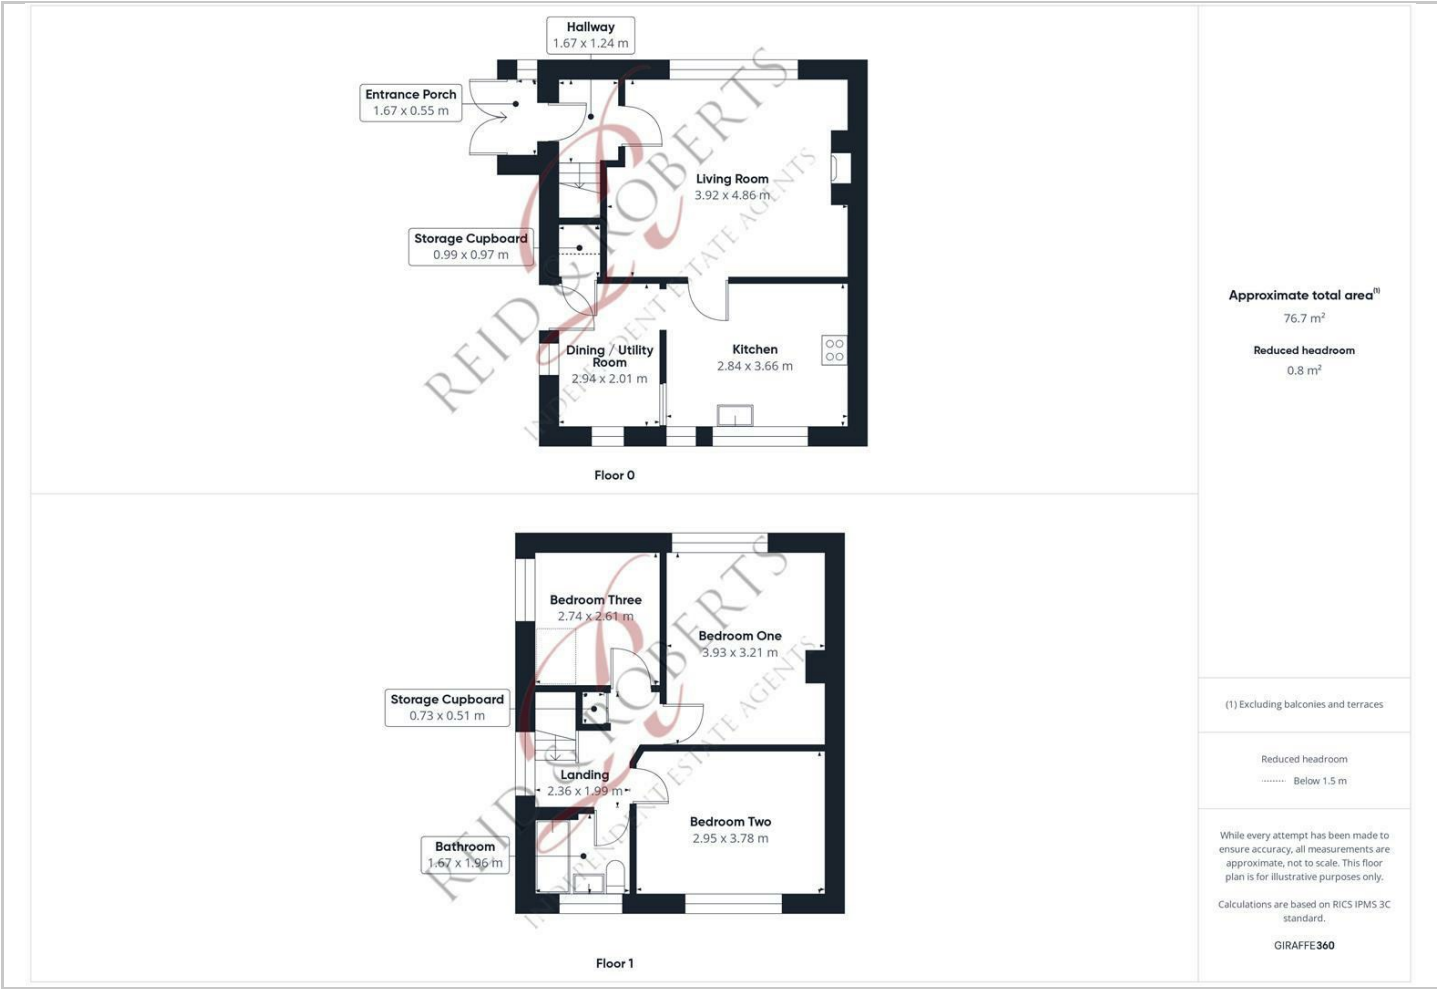 Hallway
1.67 x 1.24 m
Entrance Porch
1.67 x 0.55 m
Living Room
3.92 x 4.86 m
Storage Cupboard
0.99 x 0.97 m
Dining / Utility
Room
2.94 x 2.01 m
Kitchen
2.84 x 3.66 m
REID & ROBERTS
INDEPENDENT ESTATE AGENTS
Floor 0
Bedroom Three
2.74 x 2.61 m
Bedroom One
3.93 x 3.21 m
Storage Cupboard
0.73 x 0.51 m
Landing
2.36 x 1.99 m
Bedroom Two
2.95 x 3.78 m
Bathroom
1.67 x 1.96 m
REID & ROBERTS
INDEPENDENT ESTATE AGENTS
Floor 1
Approximate total area(1)
76.7 m²
Reduced headroom
0.8 m²
(1) Excluding balconies and terraces
Reduced headroom
Below 1.5 m
While every attempt has been made to
ensure accuracy, all measurements are
approximate, not to scale. This floor
plan is for illustrative purposes only.
Calculations are based on RICS IPMS 3C
standard.
GIRAFFE360